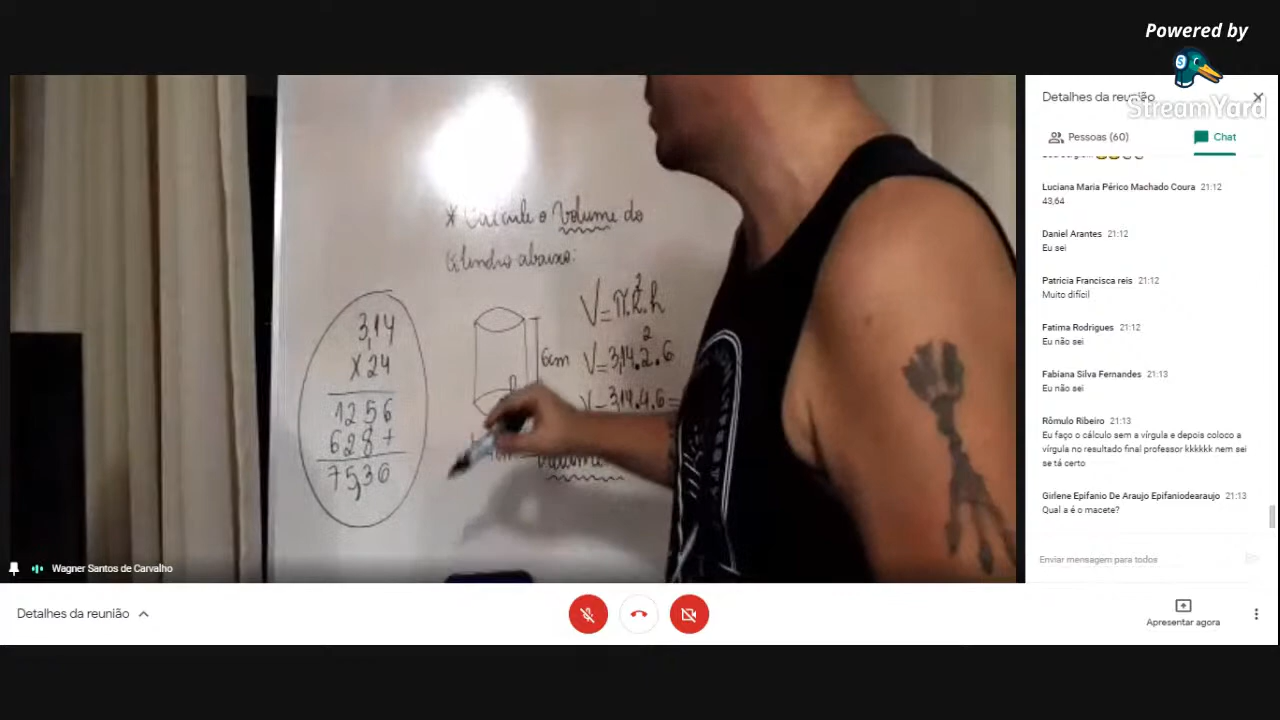 Powered by
StreamYard
Detalhes da reunião
Pessoas (60)
Chat
Luciana Maria Périco Machado Coura 21:12
43,64
Daniel Arantes 21:12
Eu sei
Patricia Francisca reis 21:12
Muito difícil
Fatima Rodrigues 21:12
Eu não sei
Fabiana Silva Fernandes 21:13
Eu não sei
Rômulo Ribeiro 21:13
Eu faço o cálculo sem a vírgula e depois coloco a
vírgula no resultado final professor kkkkkk nem sei
se tá certo
Girlene Epifanio De Araujo Epifaniodearaujo 21:13
Qual a é o macete?
Enviar mensagem para todos
* Calcule o Volume do
Cilindro abaixo:
3,14
x 24
1256
628+
75,36
6cm
V=π.R².h
V=3,14.2².6
V=3,14.4.6=
Wagner Santos de Carvalho
Detalhes da reunião
Apresentar agora